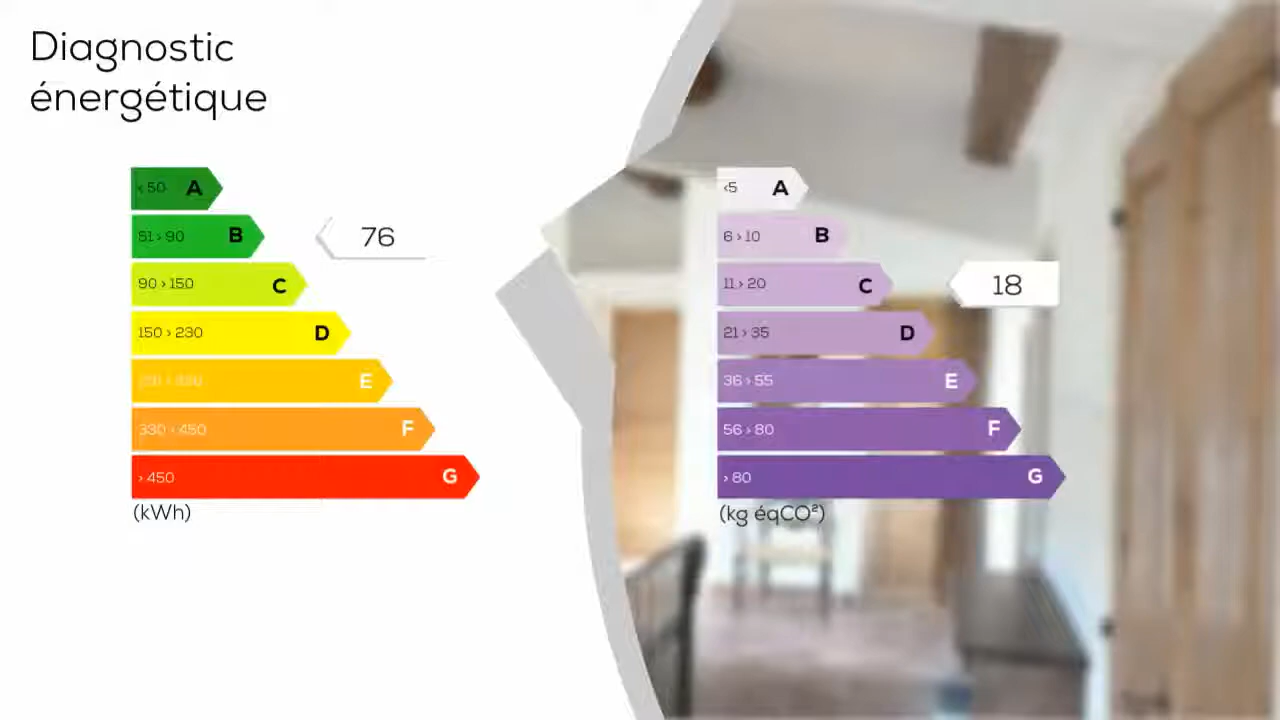 Diagnostic
énergétique
< 50 A
51 > 90 B
76
90 > 150 C
150 > 230 D
E
330 > 450 F
> 450 G
(kWh)
<5 A
6 > 10 B
11 > 20 C
18
21 > 35 D
36 > 55 E
56 > 80 F
> 80 G
(kg éqCO²)